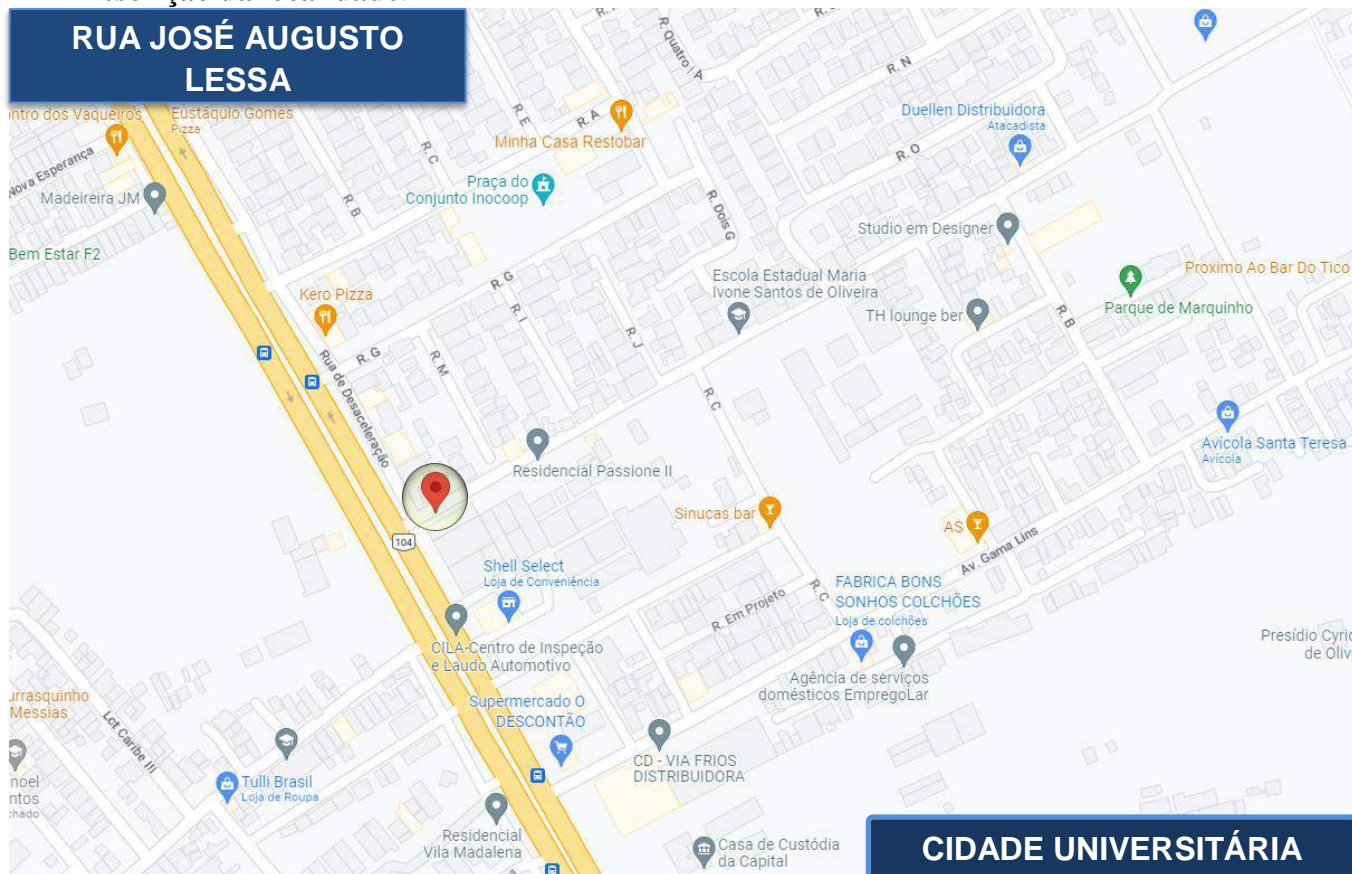 RUA JOSÉ AUGUSTO
LESSA
R. Quatro | A
R. N
R. E
R. A
ontro dos Vaqueiros
Eustáquio Gomes
Pizza
Duellen Distribuidora
Atacadista
Minha Casa Restobar
R. C
R. O
Nova Esperança
Praça do
Conjunto Inocoop
Madeireira JM
R. B
R. Dois G
Studio em Designer
Bem Estar F2
Escola Estadual Maria
Ivone Santos de Oliveira
Proximo Ao Bar Do Tico
R. G
Kero Pizza
R. I
TH lounge ber
R. B
Parque de Marquinho
R. J
R. G
R. M
Rua de Desaceleração
R. C
Avícola Santa Teresa
Avícola
Residencial Passione II
Sinucas bar
AS
104
Av. Gama Lins
Shell Select
Loja de Conveniência
FABRICA BONS
SONHOS COLCHÕES
Loja de colchões
R. C
R. Em Projeto
CILA-Centro de Inspeção
e Laudo Automotivo
Presídio Cyric
de Oliv
Agência de serviços
domésticos EmpregoLar
urrasquinho
Messias
Supermercado O
DESCONTÃO
Lot Caribe III
noel
ntos
chado
CD - VIA FRIOS
DISTRIBUIDORA
Tulli Brasil
Loja de Roupa
Residencial
Vila Madalena
Casa de Custódia
da Capital
CIDADE UNIVERSITÁRIA